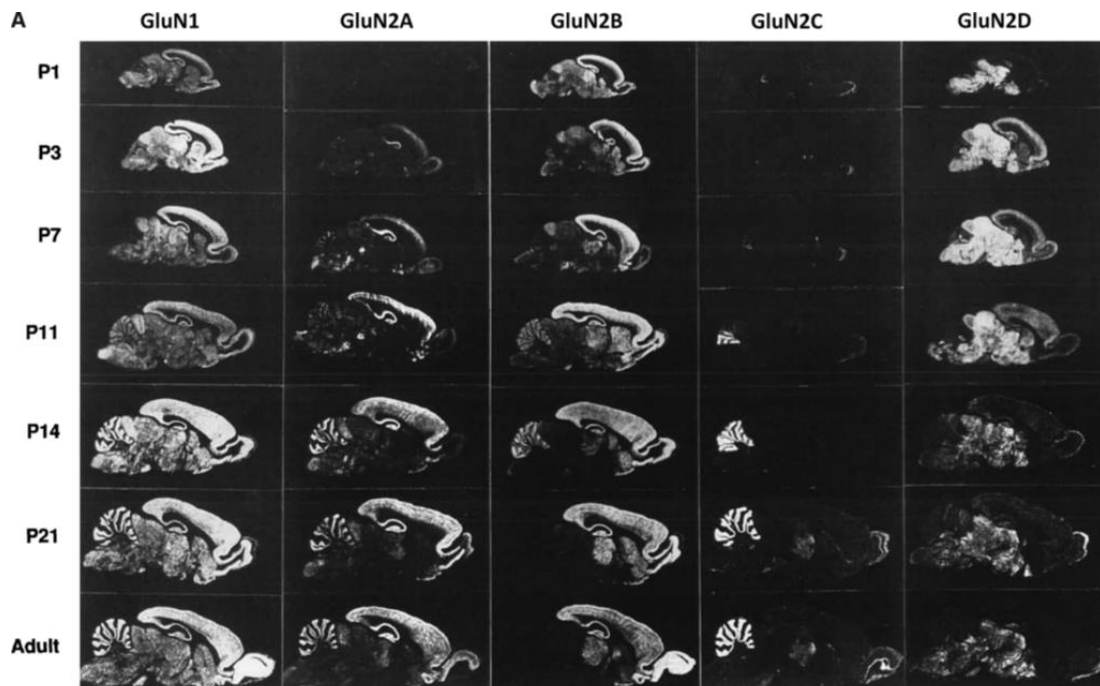 A GluN1 GluN2A GluN2B GluN2C GluN2D
P1
P3
P7
P11
P14
P21
Adult